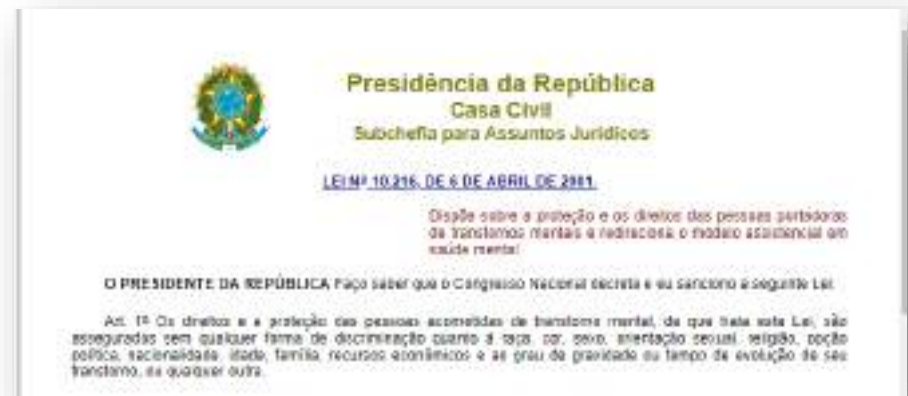 Presidência da República
Casa Civil
Subchefia para Assuntos Jurídicos
LEI Nº 10.216, DE 6 DE ABRIL DE 2001.
Dispõe sobre a proteção e os direitos das pessoas portadoras
de transtornos mentais e redireciona o modelo assistencial em
saúde mental.
O PRESIDENTE DA REPÚBLICA Faço saber que o Congresso Nacional decreta e eu sanciono a seguinte Lei:
Art. 1º Os direitos e a proteção das pessoas acometidas de transtorno mental, de que trata esta Lei, são
assegurados sem qualquer forma de discriminação quanto à raça, cor, sexo, orientação sexual, religião, opção
política, nacionalidade, idade, família, recursos econômicos e ao grau de gravidade ou tempo de evolução de seu
transtorno, ou qualquer outra.